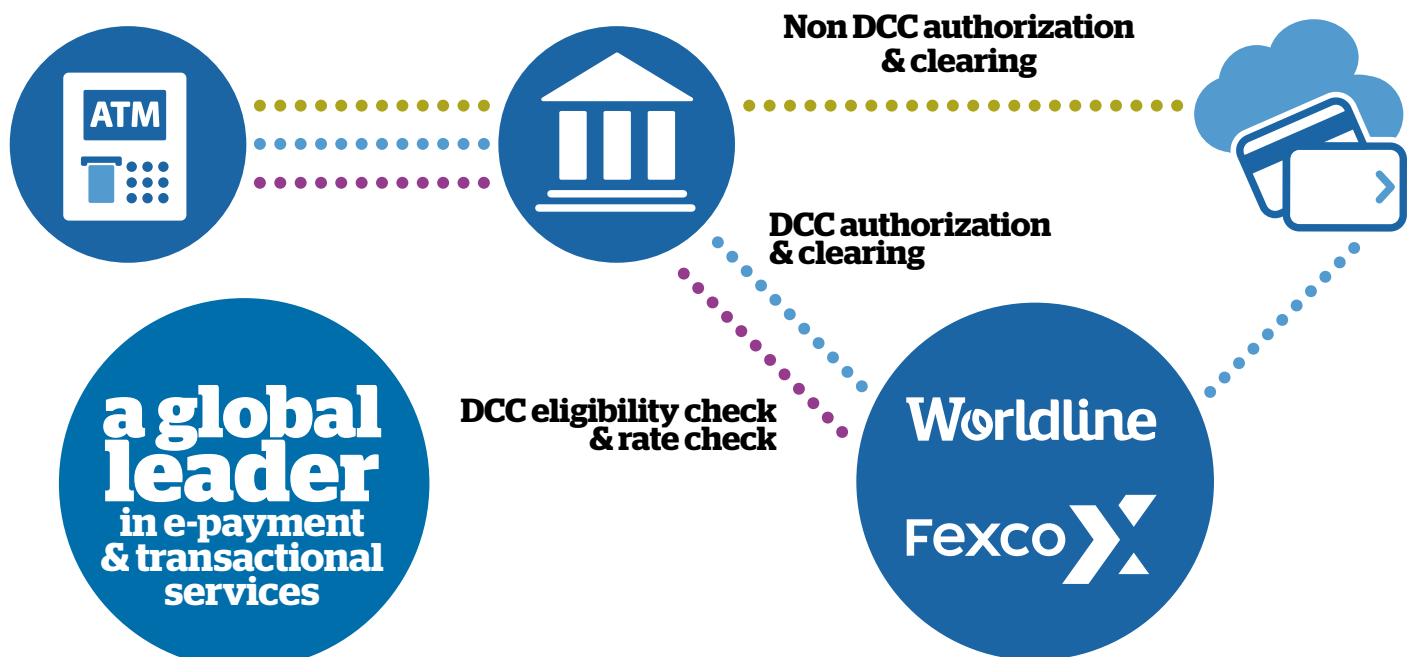 Non DCC authorization
& clearing
ATM
DCC authorization
& clearing
DCC eligibility check
& rate check
a global
leader
in e-payment
& transactional
services
Worldline
Fexco